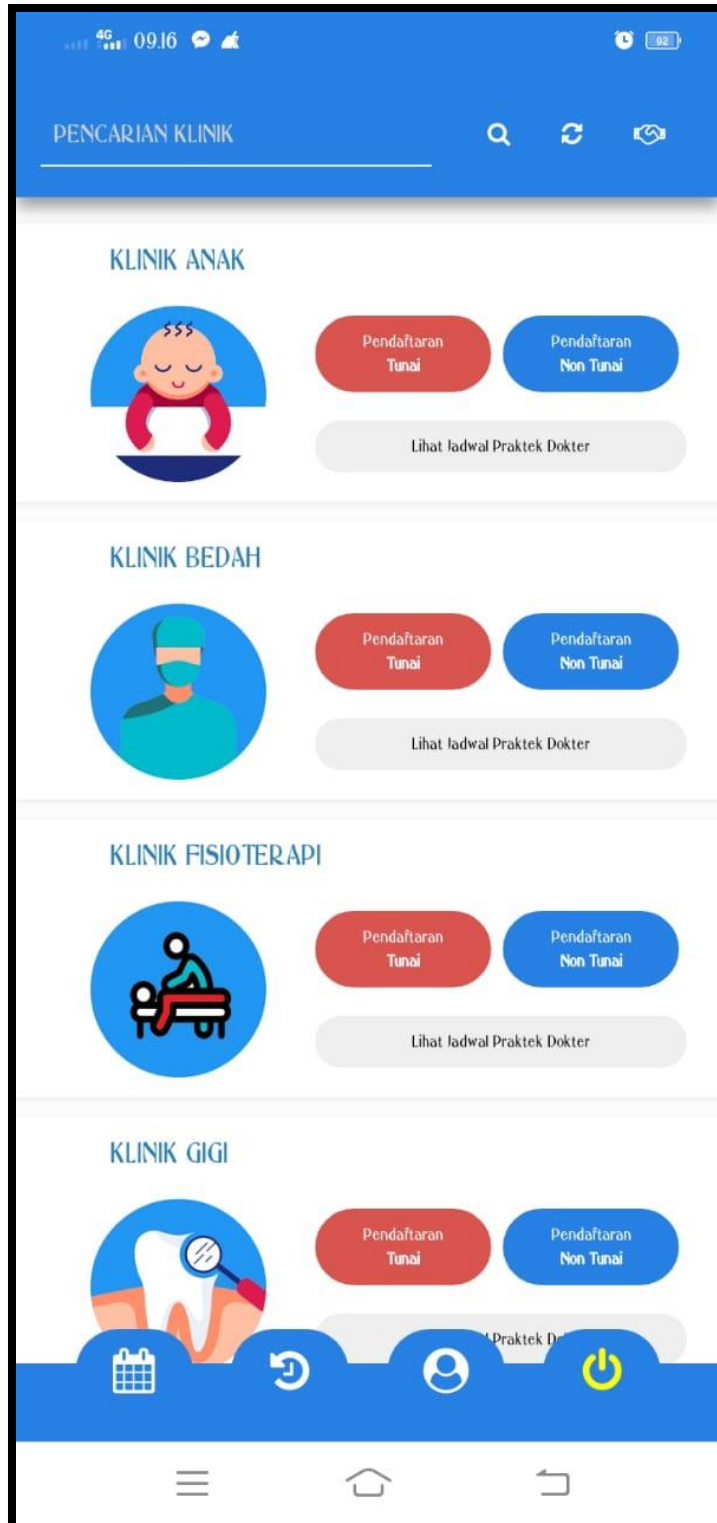 4G 09.16 92
PENCARIAN KLINIK
KLINIK ANAK
Pendaftaran
Tunai
Pendaftaran
Non Tunai
Lihat Jadwal Praktek Dokter
KLINIK BEDAH
Pendaftaran
Tunai
Pendaftaran
Non Tunai
Lihat Jadwal Praktek Dokter
KLINIK FISIOTERAPI
Pendaftaran
Tunai
Pendaftaran
Non Tunai
Lihat Jadwal Praktek Dokter
KLINIK GIGI
Pendaftaran
Tunai
Pendaftaran
Non Tunai
Praktek